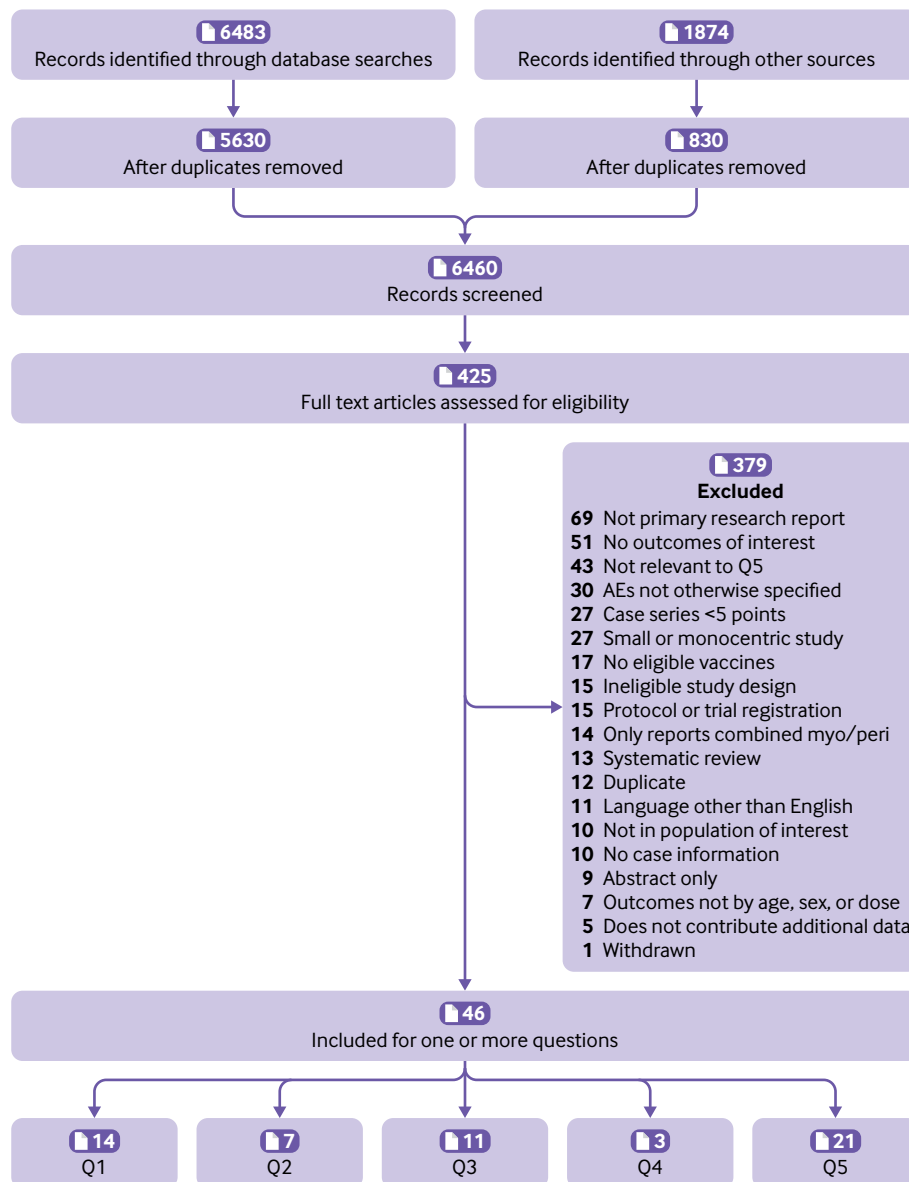 6483
Records identified through database searches
1874
Records identified through other sources
5630
After duplicates removed
830
After duplicates removed
6460
Records screened
425
Full text articles assessed for eligibility
379
Excluded
69 Not primary research report
51 No outcomes of interest
43 Not relevant to Q5
30 AEs not otherwise specified
27 Case series <5 points
27 Small or monocentric study
17 No eligible vaccines
15 Ineligible study design
15 Protocol or trial registration
14 Only reports combined myo/peri
13 Systematic review
12 Duplicate
11 Language other than English
10 Not in population of interest
10 No case information
9 Abstract only
7 Outcomes not by age, sex, or dose
5 Does not contribute additional data
1 Withdrawn
46
Included for one or more questions
14
Q1
7
Q2
11
Q3
3
Q4
21
Q5